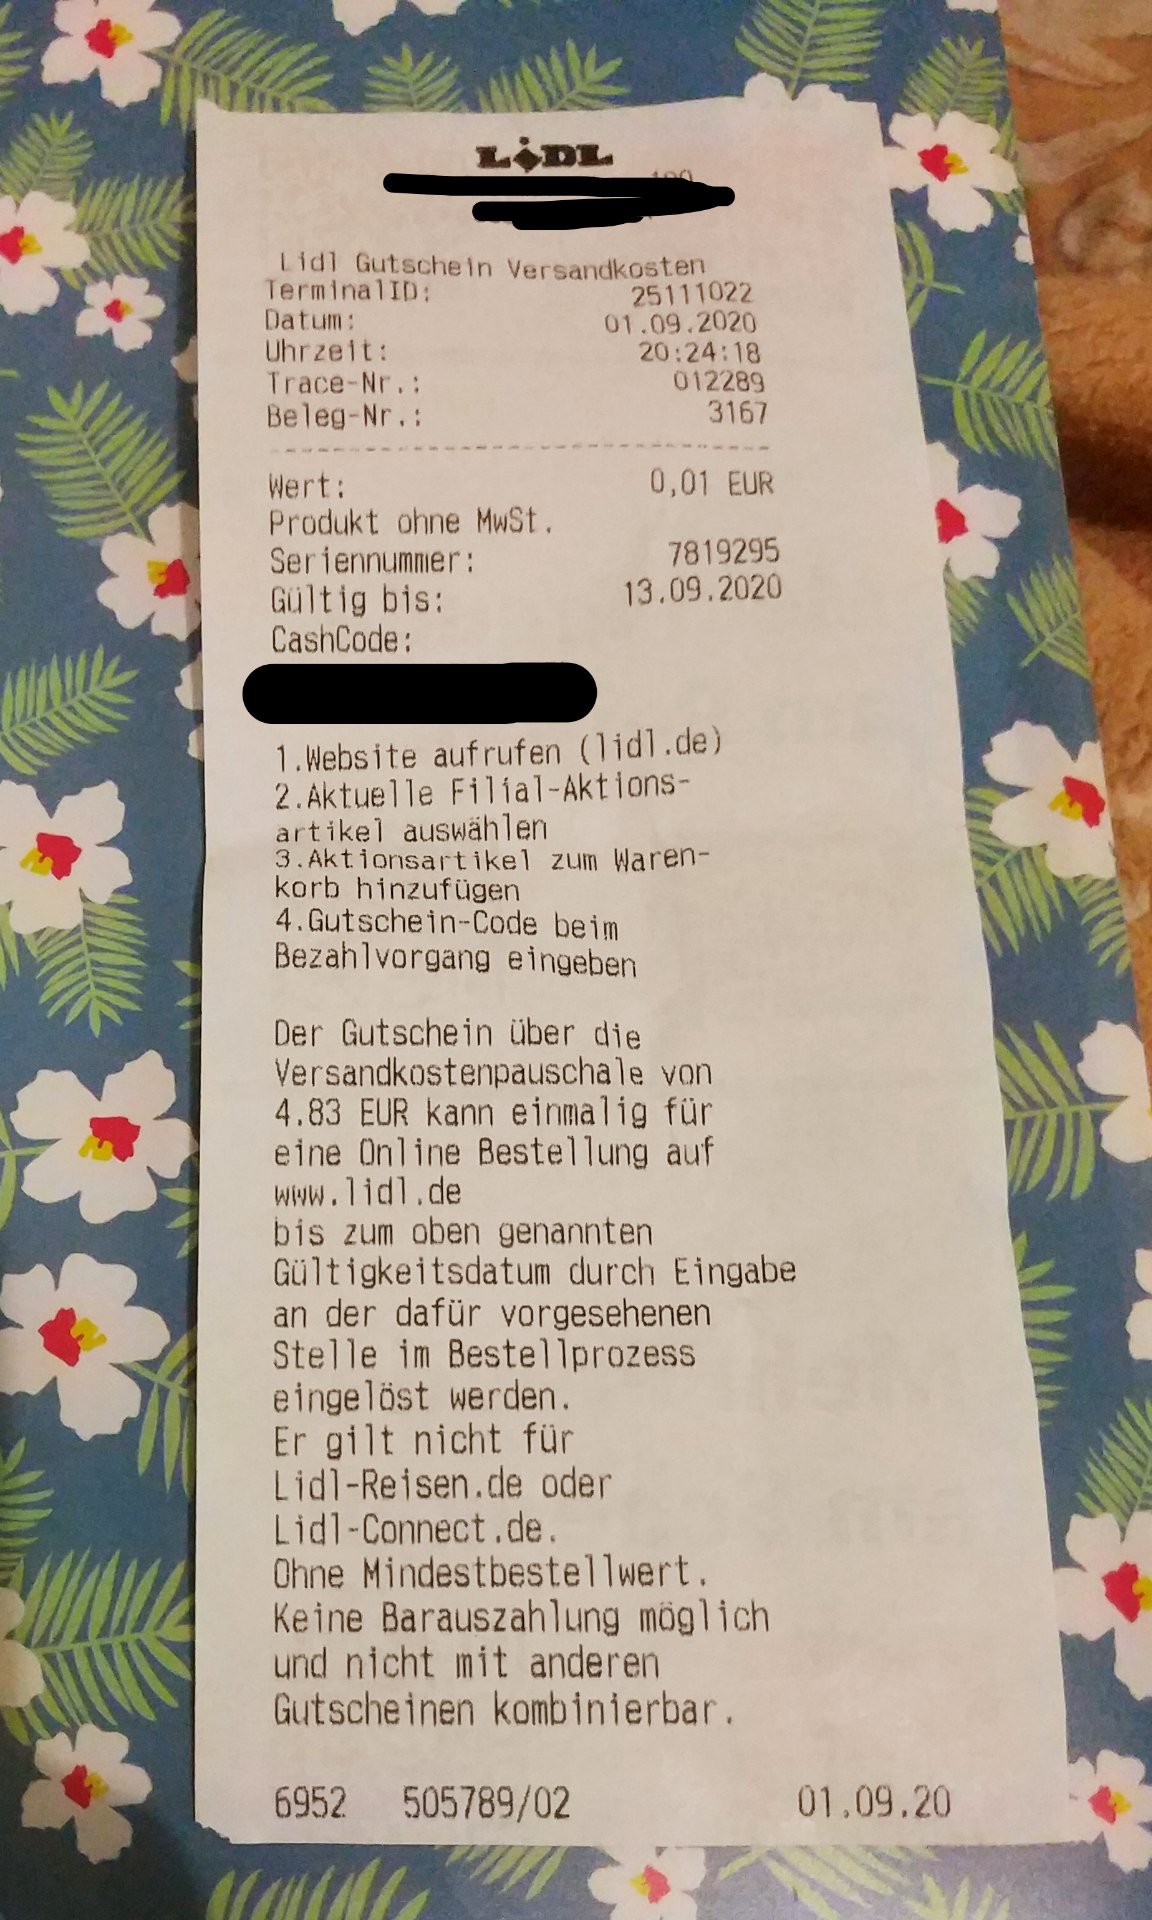 LiDL
Lidl Gutschein Versandkosten
TerminalID: 25111022
Datum: 01.09.2020
Uhrzeit: 20:24:18
Trace-Nr.: 012289
Beleg-Nr.: 3167
Wert: 0,01 EUR
Produkt ohne MwSt.
Seriennummer: 7819295
Gültig bis: 13.09.2020
CashCode:
1.Website aufrufen (lidl.de)
2.Aktuelle Filial-Aktions-
artikel auswählen
3.Aktionsartikel zum Waren-
korb hinzufügen
4.Gutschein-Code beim
Bezahlvorgang eingeben
Der Gutschein über die
Versandkostenpauschale von
4.83 EUR kann einmalig für
eine Online Bestellung auf
www.lidl.de
bis zum oben genannten
Gültigkeitsdatum durch Eingabe
an der dafür vorgesehenen
Stelle im Bestellprozess
eingelöst werden.
Er gilt nicht für
Lidl-Reisen.de oder
Lidl-Connect.de.
Ohne Mindestbestellwert.
Keine Barauszahlung möglich
und nicht mit anderen
Gutscheinen kombinierbar.
6952 505789/02 01.09.20